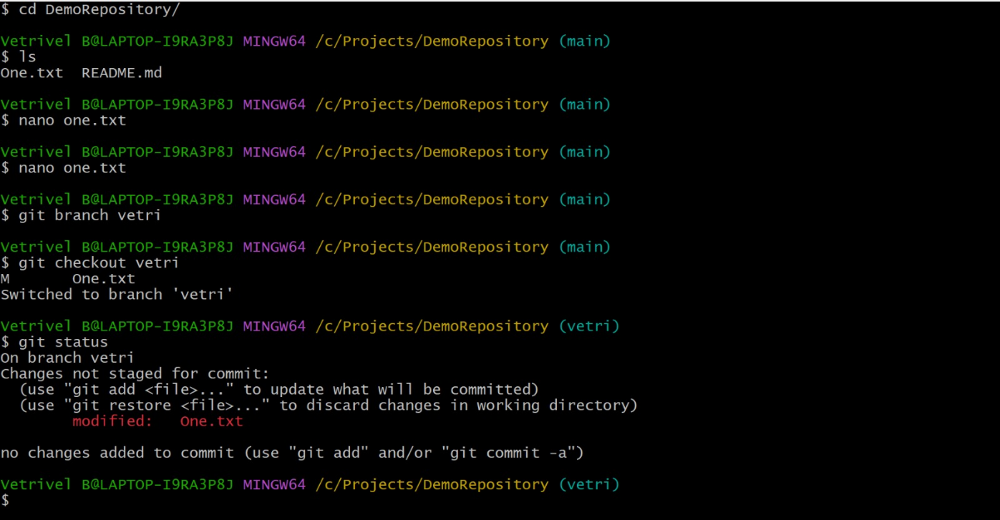 $ cd DemoRepository/
Vetrivel B@LAPTOP-I9RA3P8J MINGW64 /c/Projects/DemoRepository (main)
$ ls
One.txt  README.md
Vetrivel B@LAPTOP-I9RA3P8J MINGW64 /c/Projects/DemoRepository (main)
$ nano one.txt
Vetrivel B@LAPTOP-I9RA3P8J MINGW64 /c/Projects/DemoRepository (main)
$ nano one.txt
Vetrivel B@LAPTOP-I9RA3P8J MINGW64 /c/Projects/DemoRepository (main)
$ git branch vetri
Vetrivel B@LAPTOP-I9RA3P8J MINGW64 /c/Projects/DemoRepository (main)
$ git checkout vetri
M       One.txt
Switched to branch 'vetri'
Vetrivel B@LAPTOP-I9RA3P8J MINGW64 /c/Projects/DemoRepository (vetri)
$ git status
On branch vetri
Changes not staged for commit:
  (use "git add <file>..." to update what will be committed)
  (use "git restore <file>..." to discard changes in working directory)
        modified:   One.txt
no changes added to commit (use "git add" and/or "git commit -a")
Vetrivel B@LAPTOP-I9RA3P8J MINGW64 /c/Projects/DemoRepository (vetri)
$